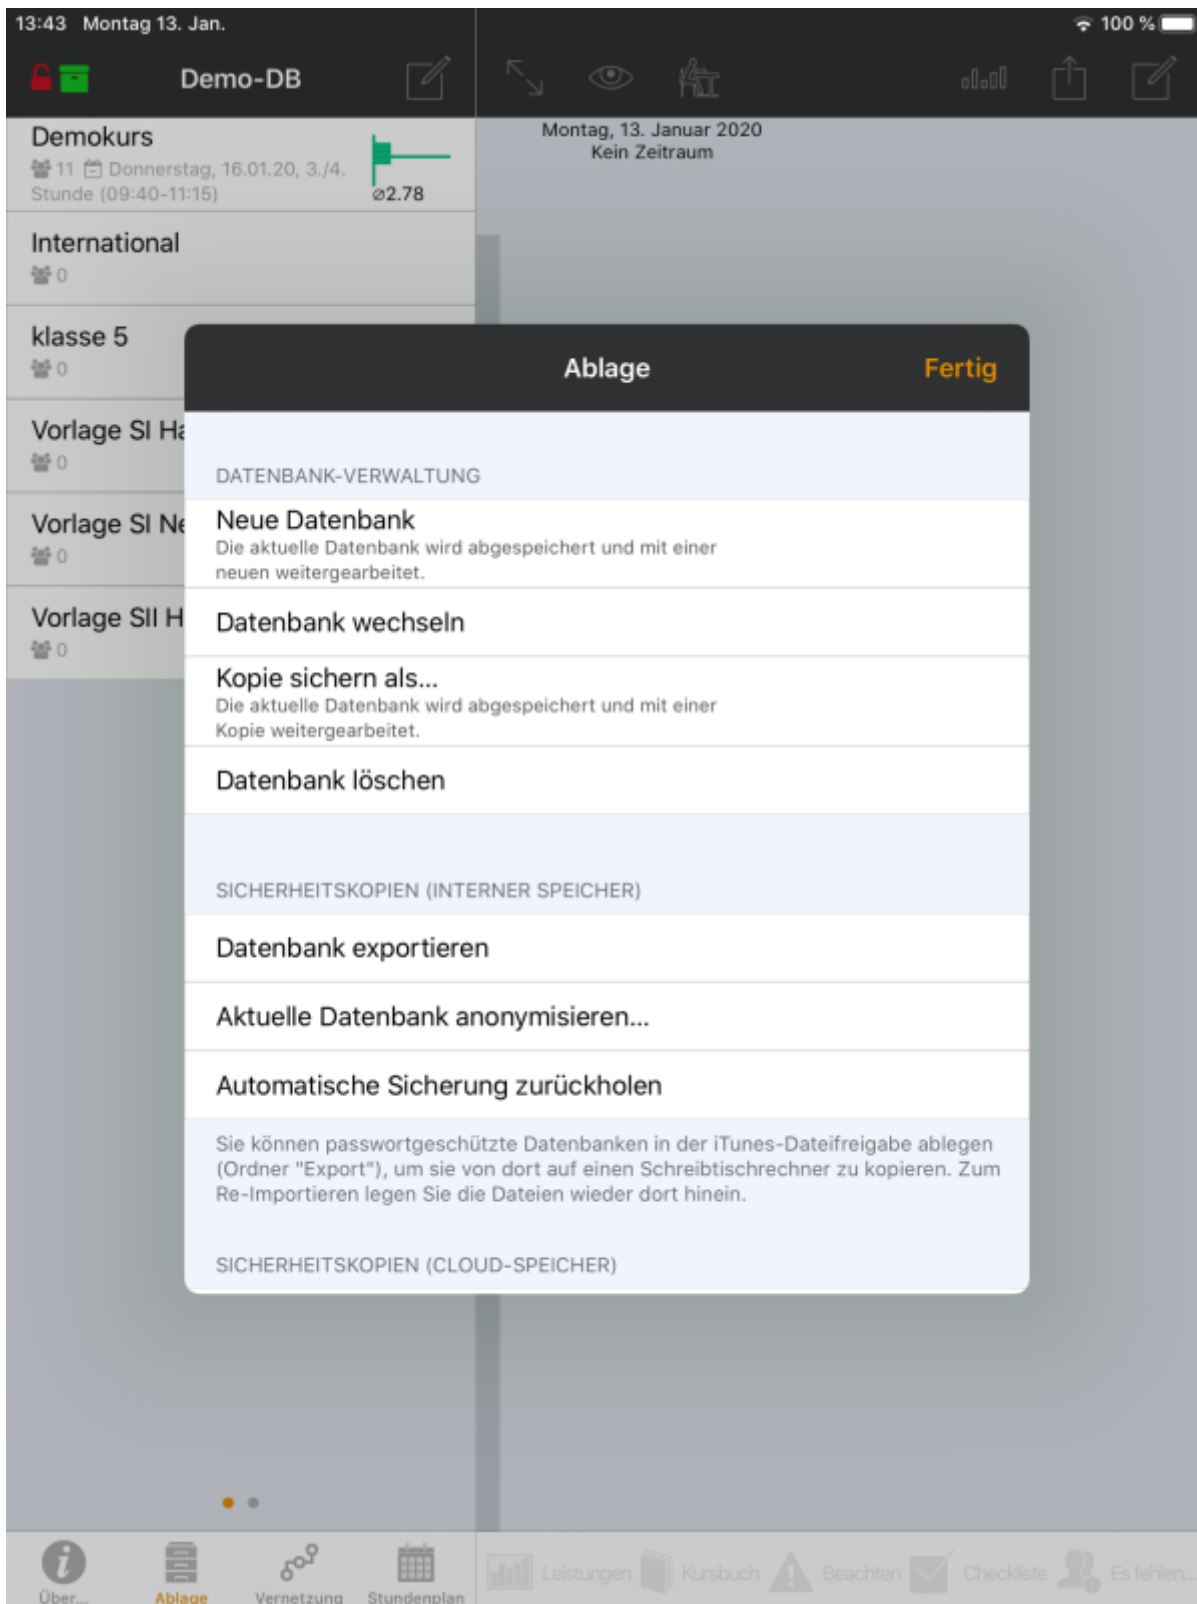 13:43 Montag 13. Jan.
100 %
Demo-DB
Demokurs
11 Donnerstag, 16.01.20, 3./4.
Stunde (09:40-11:15)
⌀2.78
International
0
klasse 5
0
Vorlage SI Ha
0
Vorlage SI Ne
0
Vorlage SII H
0
Montag, 13. Januar 2020
Kein Zeitraum
Ablage
Fertig
DATENBANK-VERWALTUNG
Neue Datenbank
Die aktuelle Datenbank wird abgespeichert und mit einer
neuen weitergearbeitet.
Datenbank wechseln
Kopie sichern als...
Die aktuelle Datenbank wird abgespeichert und mit einer
Kopie weitergearbeitet.
Datenbank löschen
SICHERHEITSKOPIEN (INTERNER SPEICHER)
Datenbank exportieren
Aktuelle Datenbank anonymisieren...
Automatische Sicherung zurückholen
Sie können passwortgeschützte Datenbanken in der iTunes-Dateifreigabe ablegen
(Ordner "Export"), um sie von dort auf einen Schreibtischrechner zu kopieren. Zum
Re-Importieren legen Sie die Dateien wieder dort hinein.
SICHERHEITSKOPIEN (CLOUD-SPEICHER)
Über... Ablage Vernetzung Stundenplan
Leistungen Kursbuch Beachten Checkliste Es fehlen...